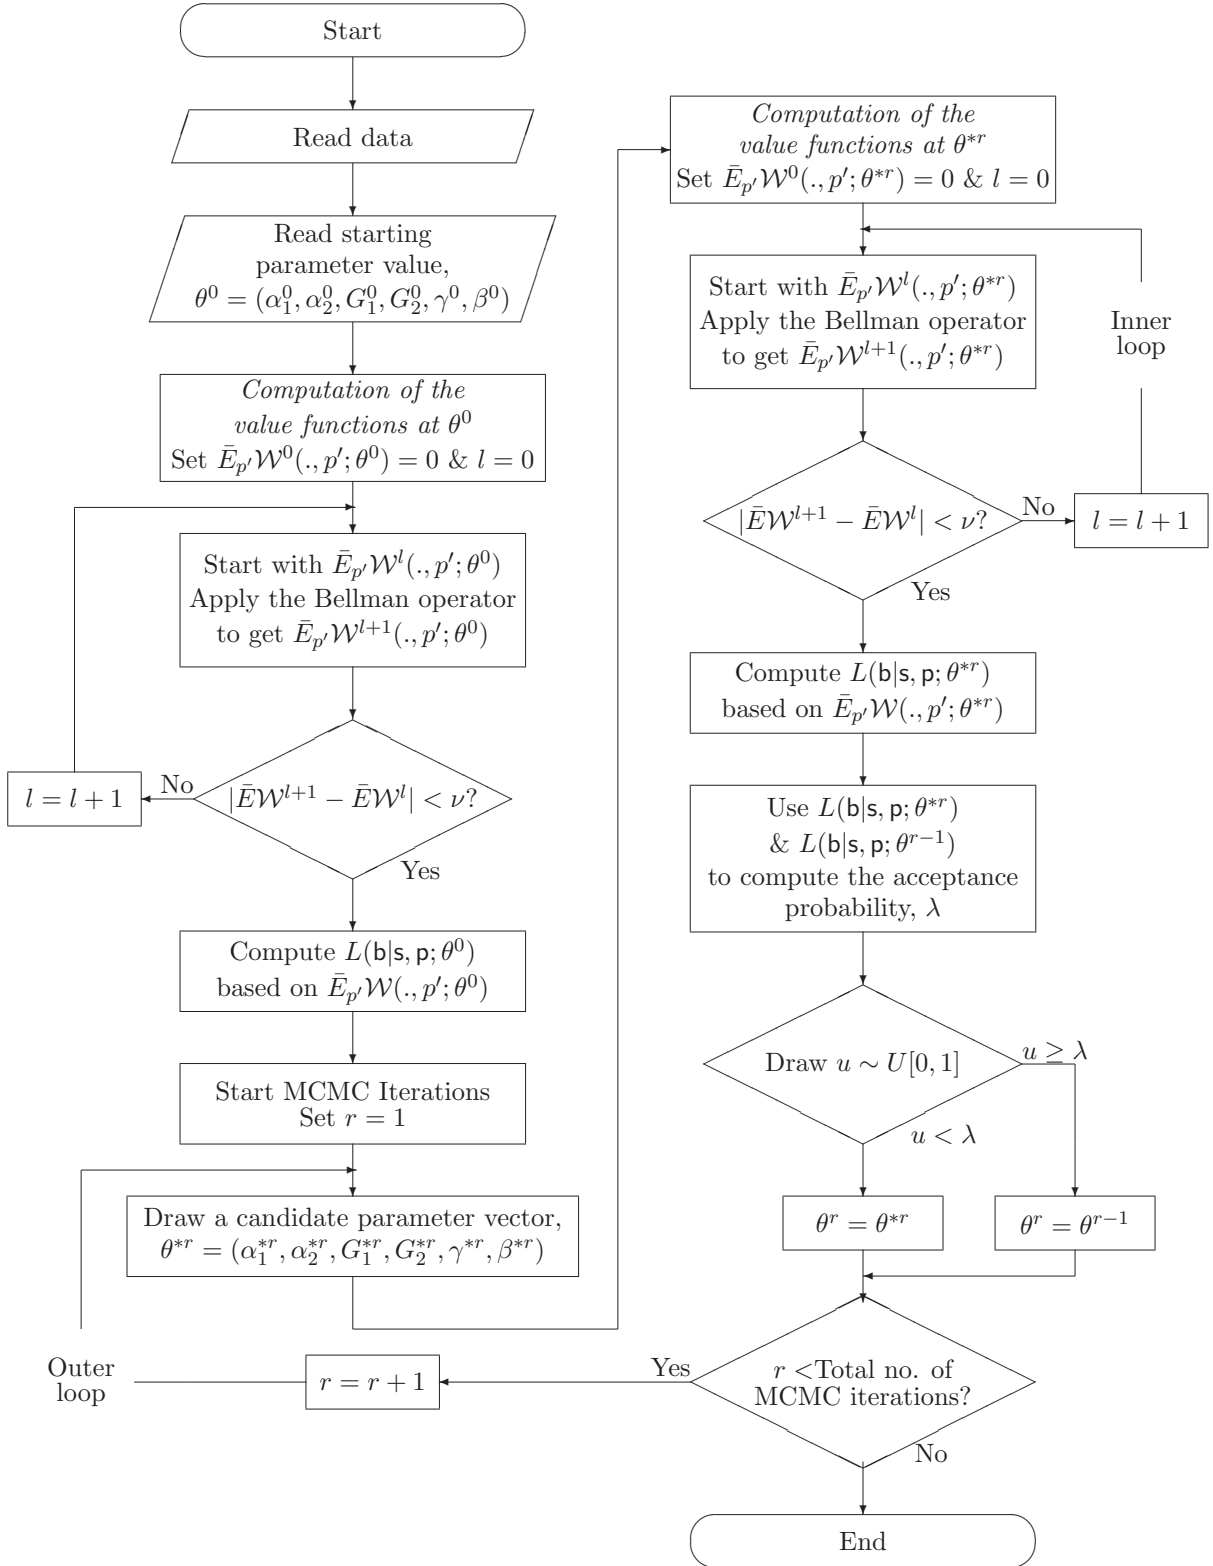 Start
Read data
Read starting
parameter value,
θ⁰ = (α₁⁰, α₂⁰, G₁⁰, G₂⁰, γ⁰, β⁰)
Computation of the
value functions at θ⁰
Set Ē_{p′}𝒲⁰(., p′; θ⁰) = 0 & l = 0
Start with Ē_{p′}𝒲^l(., p′; θ⁰)
Apply the Bellman operator
to get Ē_{p′}𝒲^{l+1}(., p′; θ⁰)
|Ē𝒲^{l+1} − Ē𝒲^l| < ν?
No
l = l + 1
Yes
Compute L(b|s, p; θ⁰)
based on Ē_{p′}𝒲(., p′; θ⁰)
Start MCMC Iterations
Set r = 1
Draw a candidate parameter vector,
θ^{*r} = (α₁^{*r}, α₂^{*r}, G₁^{*r}, G₂^{*r}, γ^{*r}, β^{*r})
Computation of the
value functions at θ^{*r}
Set Ē_{p′}𝒲⁰(., p′; θ^{*r}) = 0 & l = 0
Start with Ē_{p′}𝒲^l(., p′; θ^{*r})
Apply the Bellman operator
to get Ē_{p′}𝒲^{l+1}(., p′; θ^{*r})
Inner
loop
|Ē𝒲^{l+1} − Ē𝒲^l| < ν?
No
l = l + 1
Yes
Compute L(b|s, p; θ^{*r})
based on Ē_{p′}𝒲(., p′; θ^{*r})
Use L(b|s, p; θ^{*r})
& L(b|s, p; θ^{r−1})
to compute the acceptance
probability, λ
Draw u ∼ U[0, 1]
u ≥ λ
u < λ
θ^r = θ^{*r}
θ^r = θ^{r−1}
r <Total no. of
MCMC iterations?
Yes
r = r + 1
Outer
loop
No
End